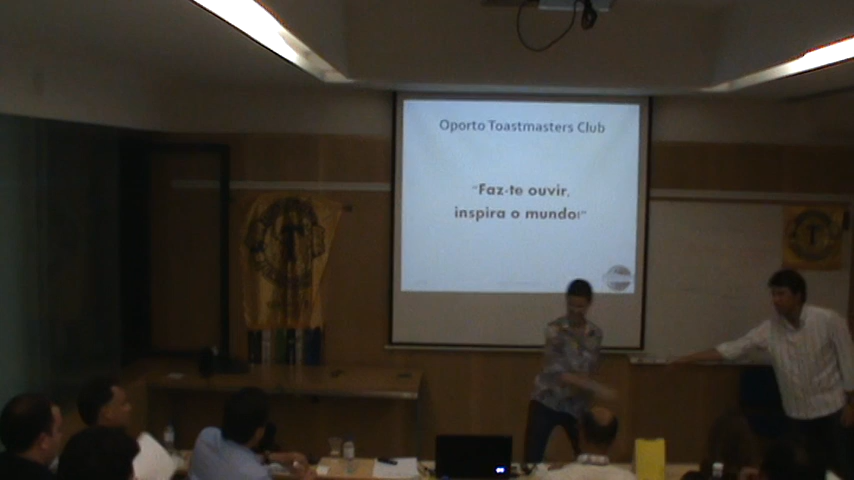 Oporto Toastmasters Club
"Faz-te ouvir,
inspira o mundo!"